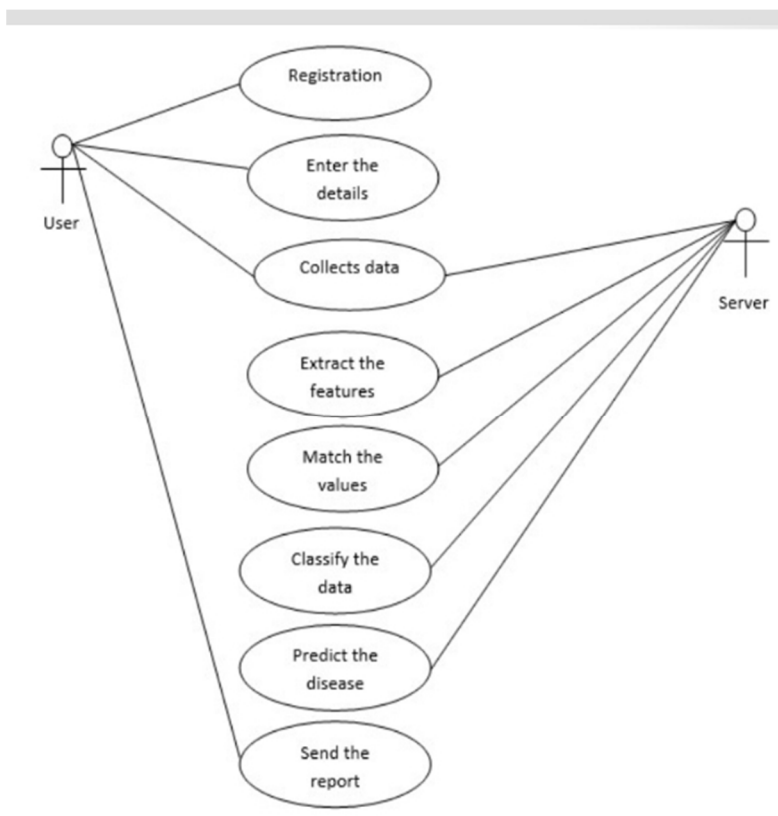 Registration
Enter the
details
User
Collects data
Server
Extract the
features
Match the
values
Classify the
data
Predict the
disease
Send the
report